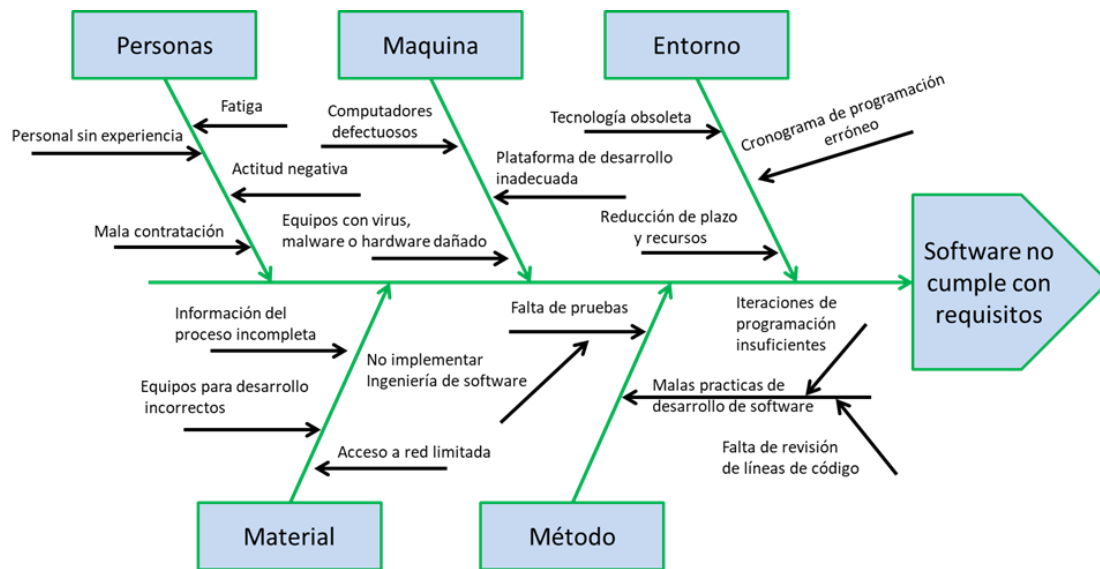 Personas
Maquina
Entorno
Fatiga
Personal sin experiencia
Actitud negativa
Mala contratación
Computadores
defectuosos
Plataforma de desarrollo
inadecuada
Equipos con virus,
malware o hardware dañado
Tecnología obsoleta
Cronograma de programación
erróneo
Reducción de plazo
y recursos
Software no
cumple con
requisitos
Información del
proceso incompleta
Equipos para desarrollo
incorrectos
Acceso a red limitada
Falta de pruebas
No implementar
Ingeniería de software
Iteraciones de
programación
insuficientes
Malas practicas de
desarrollo de software
Falta de revisión
de líneas de código
Material
Método